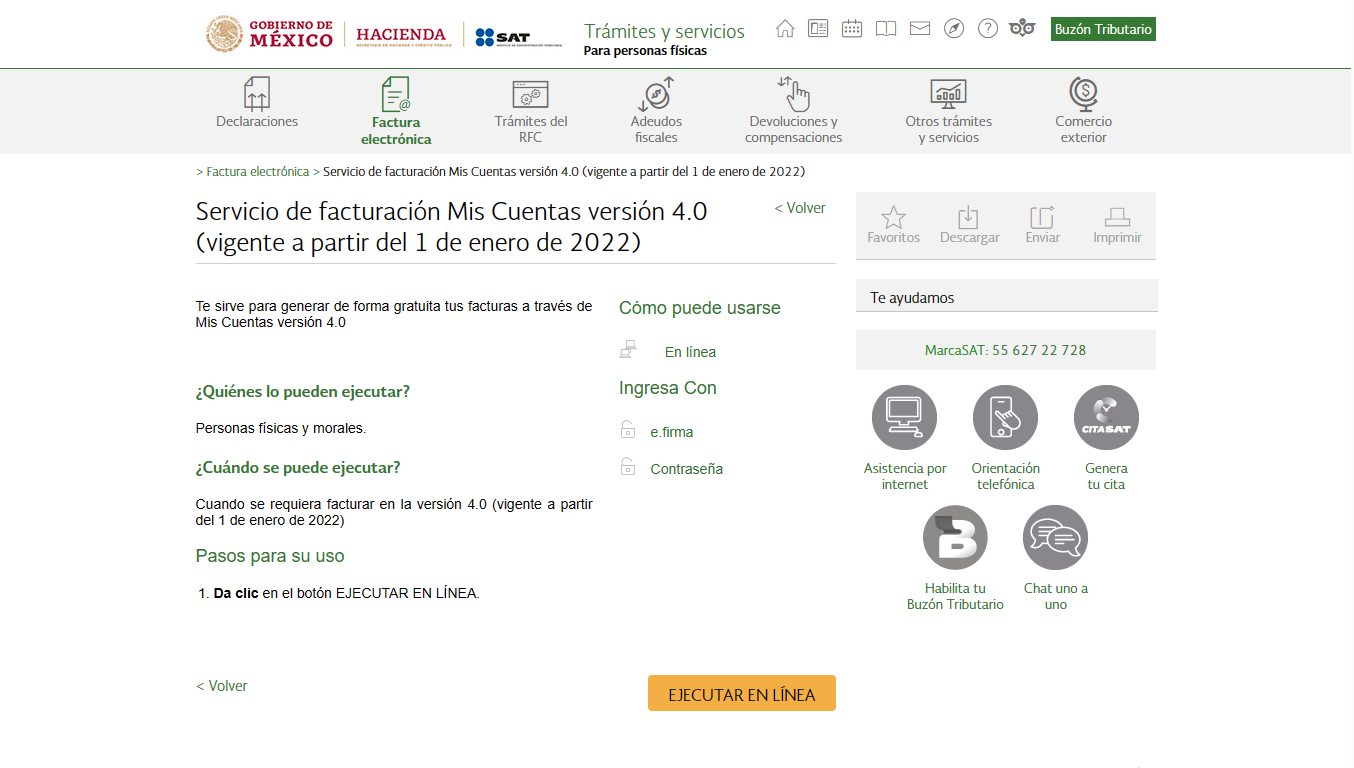 GOBIERNO DE
MÉXICO
HACIENDA
SECRETARÍA DE HACIENDA Y CRÉDITO PÚBLICO
SAT
SERVICIO DE ADMINISTRACIÓN TRIBUTARIA
Trámites y servicios
Para personas físicas
Buzón Tributario
Declaraciones
Factura
electrónica
Trámites del
RFC
Adeudos
fiscales
Devoluciones y
compensaciones
Otros trámites
y servicios
Comercio
exterior
> Factura electrónica > Servicio de facturación Mis Cuentas versión 4.0 (vigente a partir del 1 de enero de 2022)
Servicio de facturación Mis Cuentas versión 4.0
(vigente a partir del 1 de enero de 2022)
< Volver
Te sirve para generar de forma gratuita tus facturas a través de
Mis Cuentas versión 4.0
¿Quiénes lo pueden ejecutar?
Personas físicas y morales.
¿Cuándo se puede ejecutar?
Cuando se requiera facturar en la versión 4.0 (vigente a partir
del 1 de enero de 2022)
Pasos para su uso
1. Da clic en el botón EJECUTAR EN LÍNEA.
Cómo puede usarse
En línea
Ingresa Con
e.firma
Contraseña
< Volver
EJECUTAR EN LÍNEA
Favoritos
Descargar
Enviar
Imprimir
Te ayudamos
MarcaSAT: 55 627 22 728
Asistencia por
internet
Orientación
telefónica
CITASAT
Genera
tu cita
Habilita tu
Buzón Tributario
Chat uno a
uno